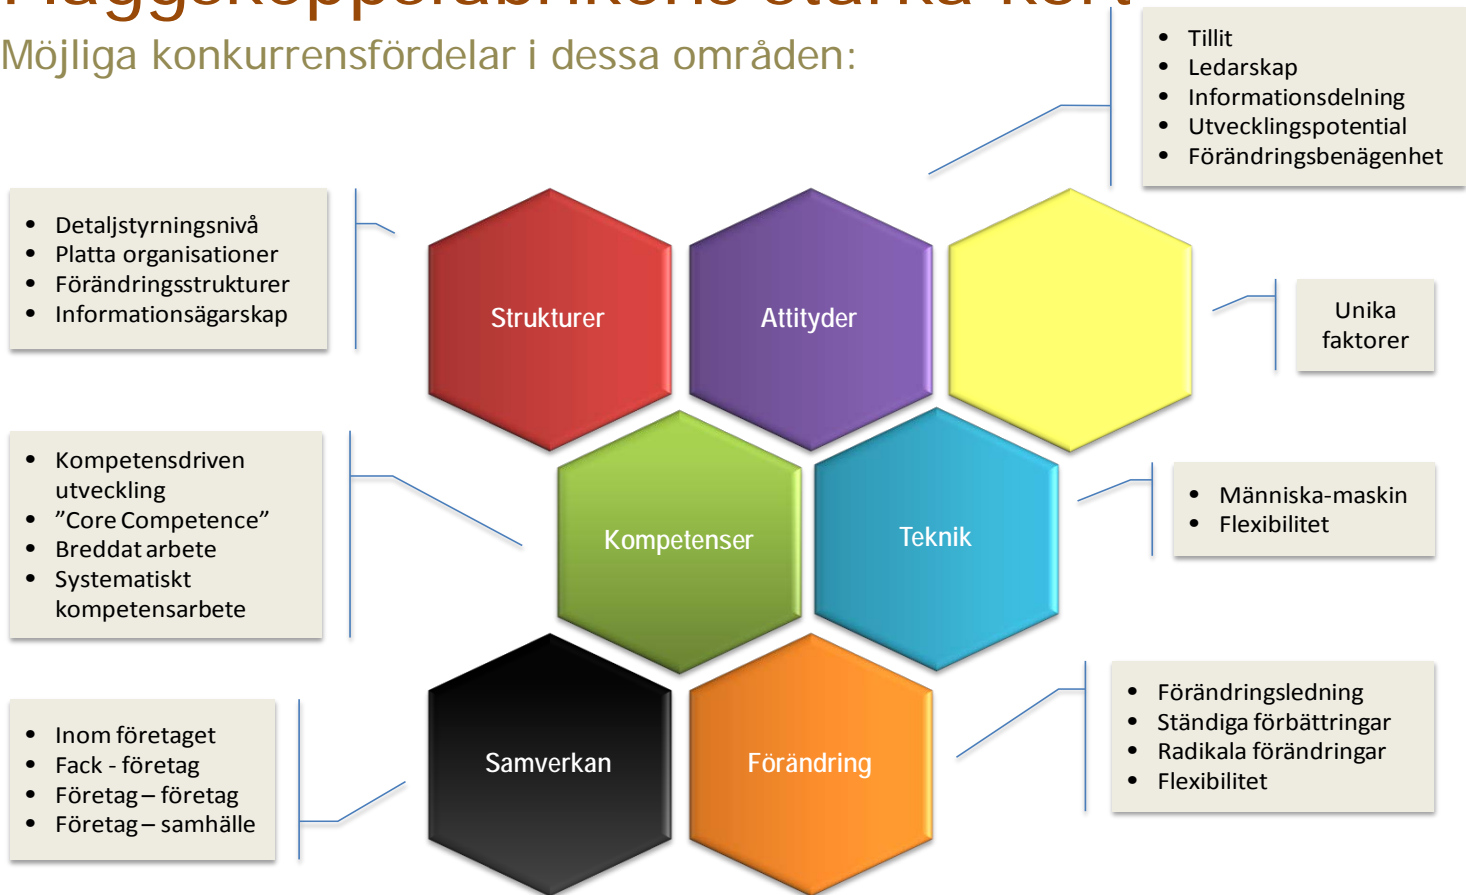 Möjliga konkurrensfördelar i dessa områden:
• Tillit
• Ledarskap
• Informationsdelning
• Utvecklingspotential
• Förändringsbenägenhet
• Detaljstyrningsnivå
• Platta organisationer
• Förändringsstrukturer
• Informationsägarskap
Strukturer
Attityder
Unika
faktorer
• Kompetensdriven
utveckling
• ”Core Competence”
• Breddat arbete
• Systematiskt
kompetensarbete
Kompetenser
Teknik
• Människa-maskin
• Flexibilitet
• Inom företaget
• Fack - företag
• Företag – företag
• Företag – samhälle
Samverkan
Förändring
• Förändringsledning
• Ständiga förbättringar
• Radikala förändringar
• Flexibilitet